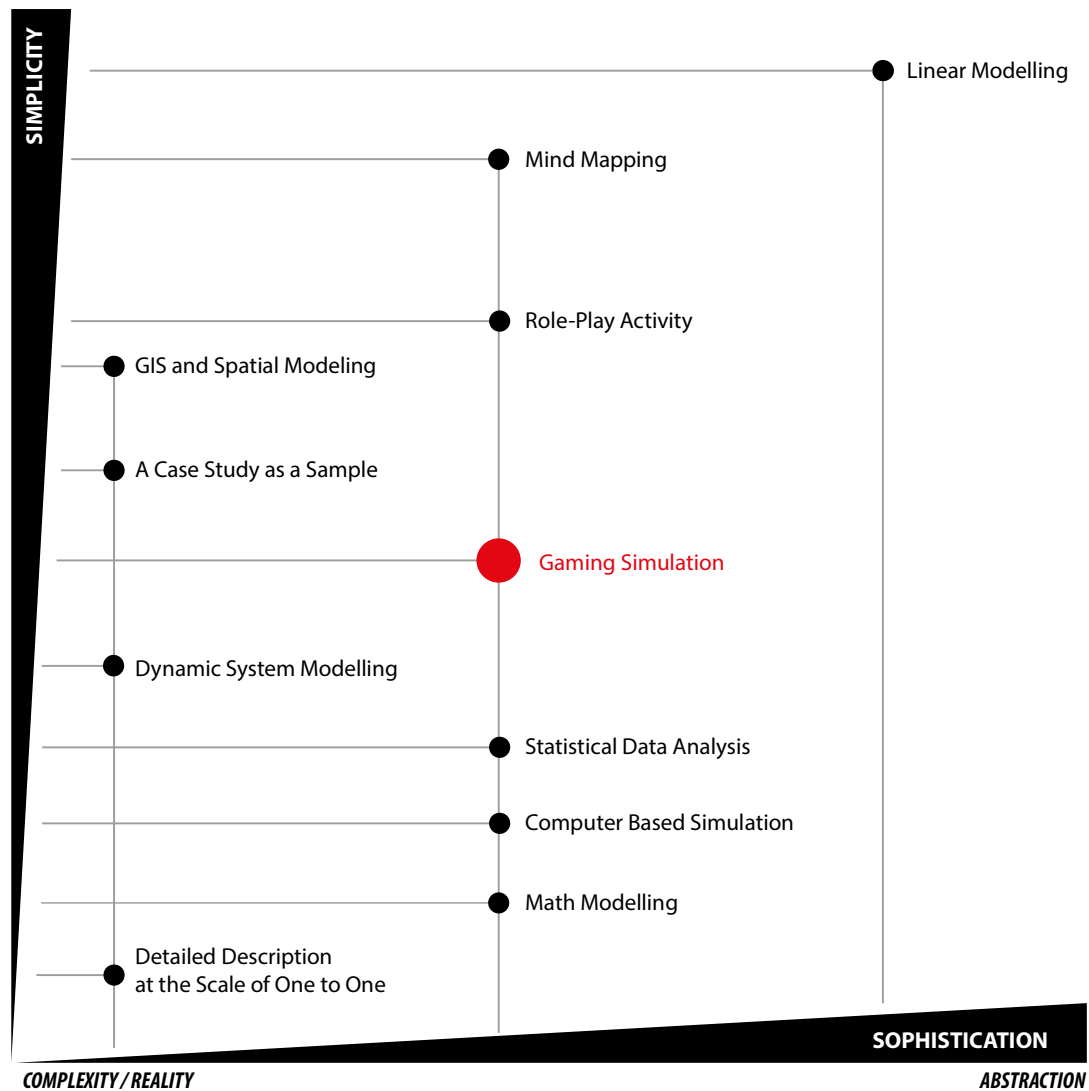 SIMPLICITY
Linear Modelling
Mind Mapping
Role-Play Activity
GIS and Spatial Modeling
A Case Study as a Sample
Gaming Simulation
Dynamic System Modelling
Statistical Data Analysis
Computer Based Simulation
Math Modelling
Detailed Description
at the Scale of One to One
SOPHISTICATION
COMPLEXITY / REALITY
ABSTRACTION